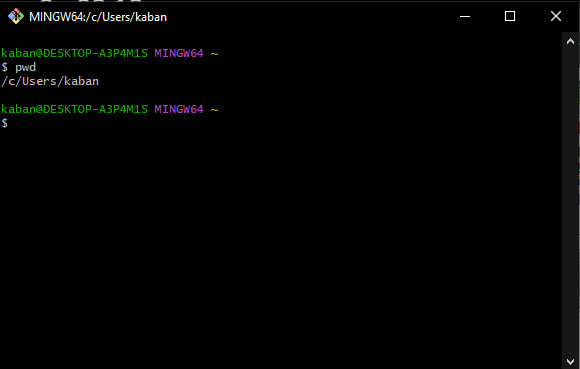 MINGW64:/c/Users/kaban
kaban@DESKTOP-A3P4M1S MINGW64 ~
$ pwd
/c/Users/kaban
kaban@DESKTOP-A3P4M1S MINGW64 ~
$